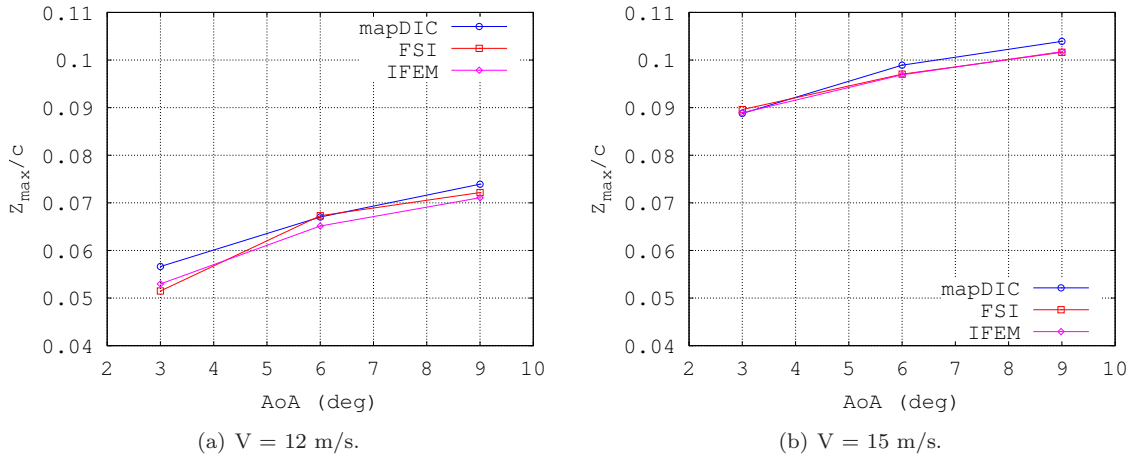 0.11
0.1
0.09
0.08
0.07
0.06
0.05
0.04
Z_max/c
mapDIC
FSI
IFEM
2 3 4 5 6 7 8 9 10
AoA (deg)
(a) V = 12 m/s.
0.11
0.1
0.09
0.08
0.07
0.06
0.05
0.04
Z_max/c
mapDIC
FSI
IFEM
2 3 4 5 6 7 8 9 10
AoA (deg)
(b) V = 15 m/s.